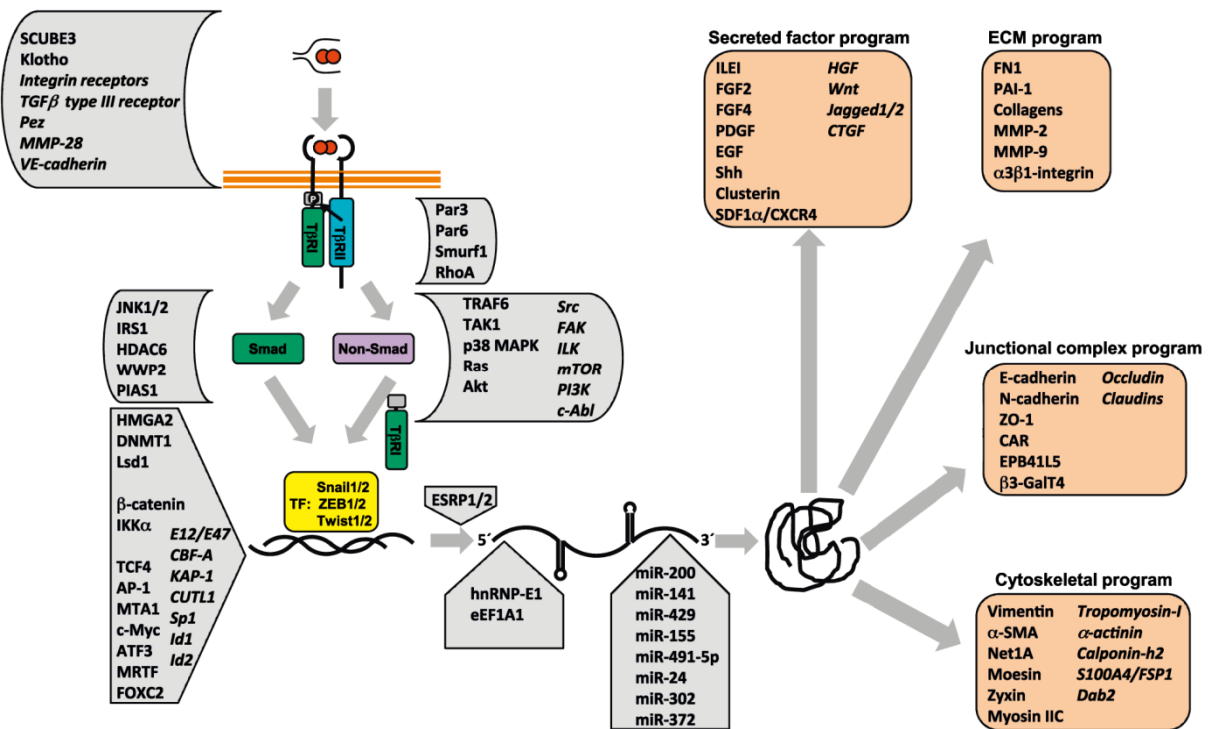 SCUBE3
Klotho
Integrin receptors
TGFβ type III receptor
Pez
MMP-28
VE-cadherin
P
TβRI
TβRII
Par3
Par6
Smurf1
RhoA
JNK1/2
IRS1
HDAC6
WWP2
PIAS1
Smad
Non-Smad
TRAF6
TAK1
p38 MAPK
Ras
Akt
Src
FAK
ILK
mTOR
PI3K
c-Abl
TβRI
HMGA2
DNMT1
Lsd1
β-catenin
IKKα
TCF4
AP-1
MTA1
c-Myc
ATF3
MRTF
FOXC2
E12/E47
CBF-A
KAP-1
CUTL1
Sp1
Id1
Id2
Snail1/2
TF: ZEB1/2
Twist1/2
ESRP1/2
5´
3´
hnRNP-E1
eEF1A1
miR-200
miR-141
miR-429
miR-155
miR-491-5p
miR-24
miR-302
miR-372
Secreted factor program
ILEI
FGF2
FGF4
PDGF
EGF
Shh
Clusterin
SDF1α/CXCR4
HGF
Wnt
Jagged1/2
CTGF
ECM program
FN1
PAI-1
Collagens
MMP-2
MMP-9
α3β1-integrin
Junctional complex program
E-cadherin
N-cadherin
ZO-1
CAR
EPB41L5
β3-GalT4
Occludin
Claudins
Cytoskeletal program
Vimentin
α-SMA
Net1A
Moesin
Zyxin
Myosin IIC
Tropomyosin-I
α-actinin
Calponin-h2
S100A4/FSP1
Dab2